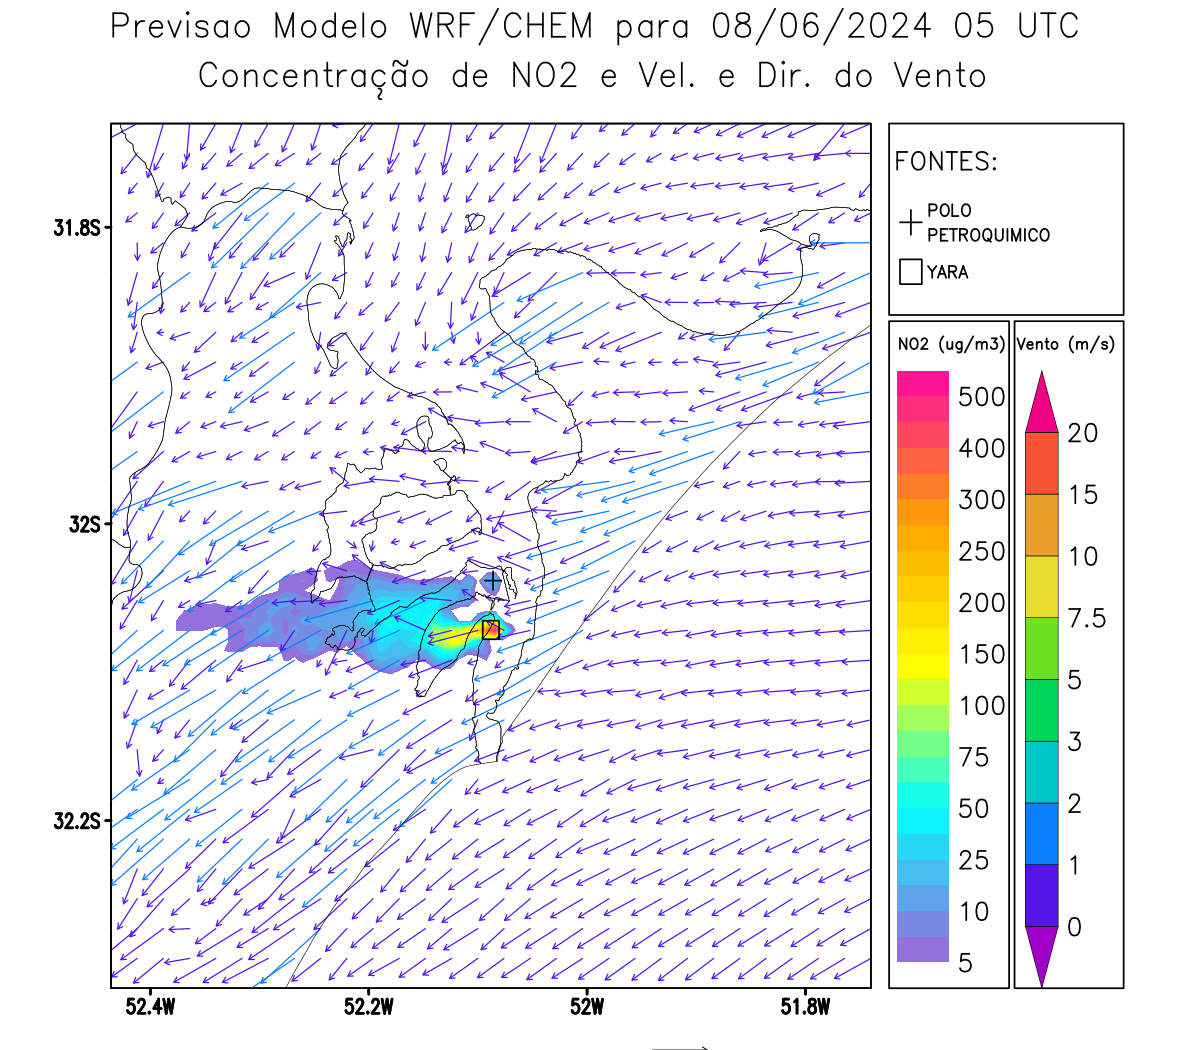 Previsao Modelo WRF/CHEM para 08/06/2024 05 UTC
Concentração de NO2 e Vel. e Dir. do Vento
FONTES:
POLO
PETROQUIMICO
YARA
NO2 (ug/m3)
500
400
300
250
200
150
100
75
50
25
10
5
Vento (m/s)
20
15
10
7.5
5
3
2
1
0
31.8S
32S
32.2S
52.4W
52.2W
52W
51.8W